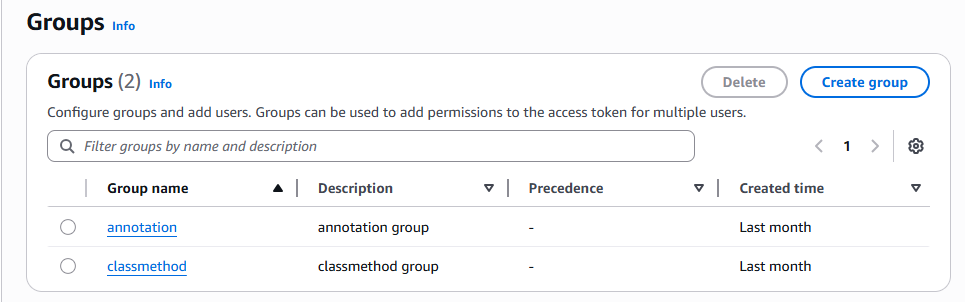 Groups Info
Groups (2) Info
Delete
Create group
Configure groups and add users. Groups can be used to add permissions to the access token for multiple users.
Filter groups by name and description
1
Group name Description Precedence Created time
annotation annotation group - Last month
classmethod classmethod group - Last month